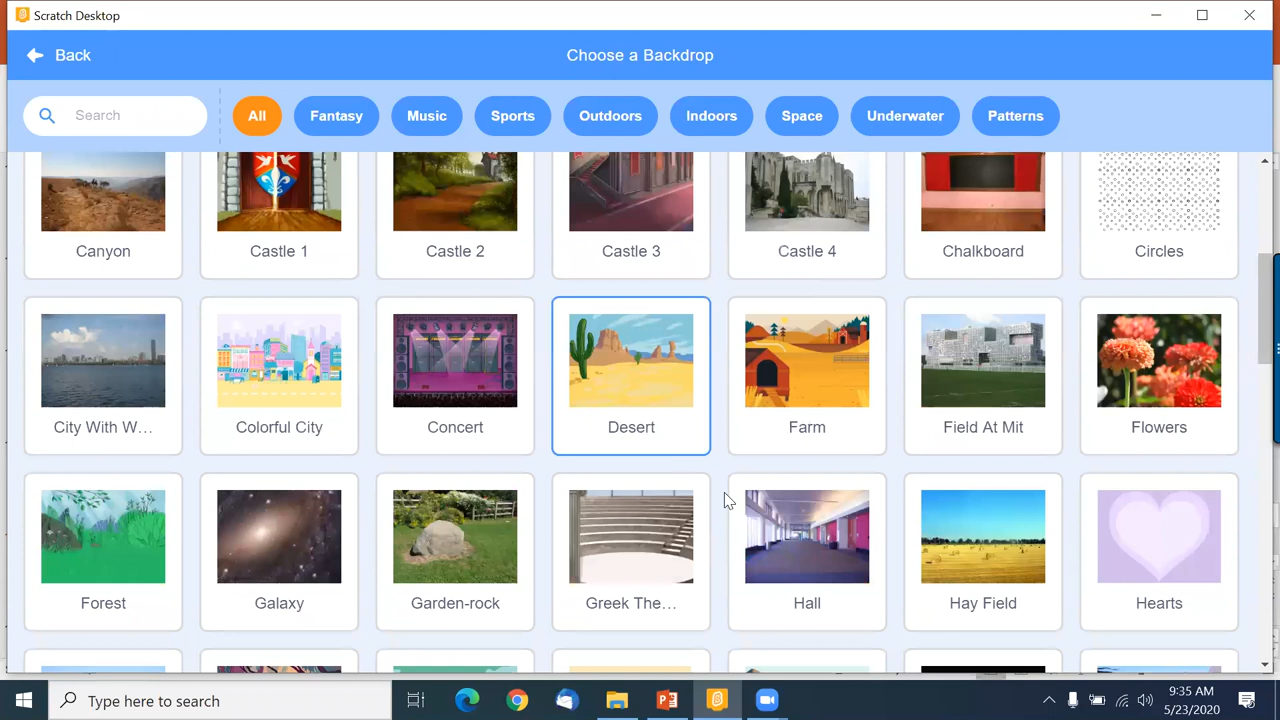 Scratch Desktop
Back
Choose a Backdrop
Search
All
Fantasy
Music
Sports
Outdoors
Indoors
Space
Underwater
Patterns
Canyon
Castle 1
Castle 2
Castle 3
Castle 4
Chalkboard
Circles
City With W...
Colorful City
Concert
Desert
Farm
Field At Mit
Flowers
Forest
Galaxy
Garden-rock
Greek The...
Hall
Hay Field
Hearts
Type here to search
9:35 AM
5/23/2020